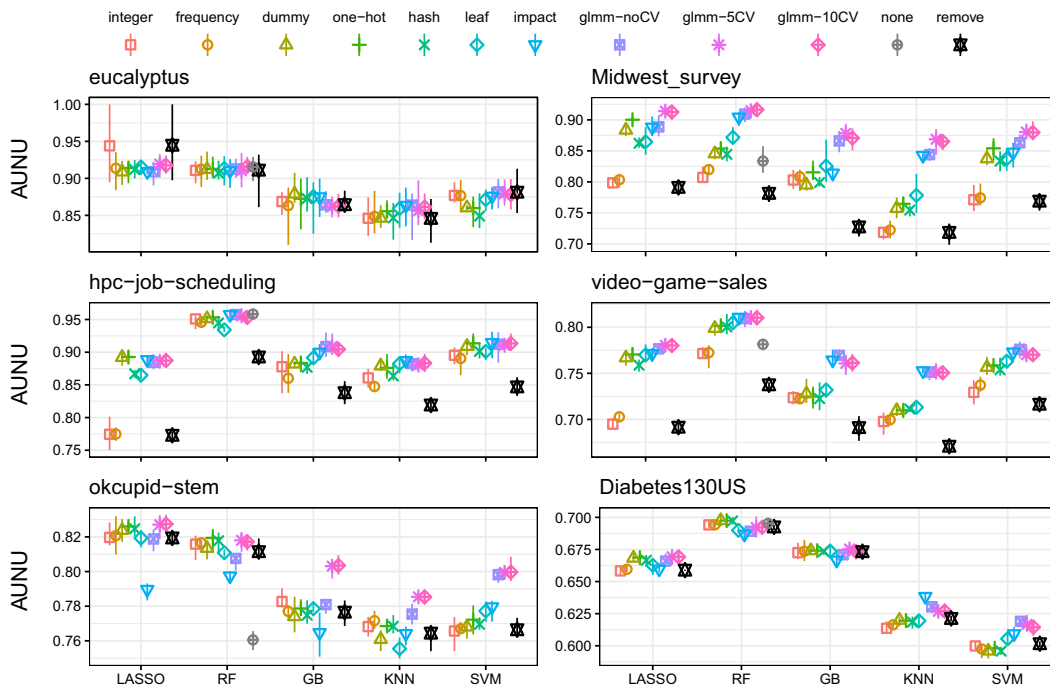 integer frequency dummy one−hot hash leaf impact glmm−noCV glmm−5CV glmm−10CV none remove
eucalyptus
AUNU
1.00
0.95
0.90
0.85
Midwest_survey
0.90
0.85
0.80
0.75
0.70
hpc−job−scheduling
AUNU
0.95
0.90
0.85
0.80
0.75
video−game−sales
0.80
0.75
0.70
okcupid−stem
AUNU
0.82
0.80
0.78
0.76
LASSO RF GB KNN SVM
Diabetes130US
0.700
0.675
0.650
0.625
0.600
LASSO RF GB KNN SVM